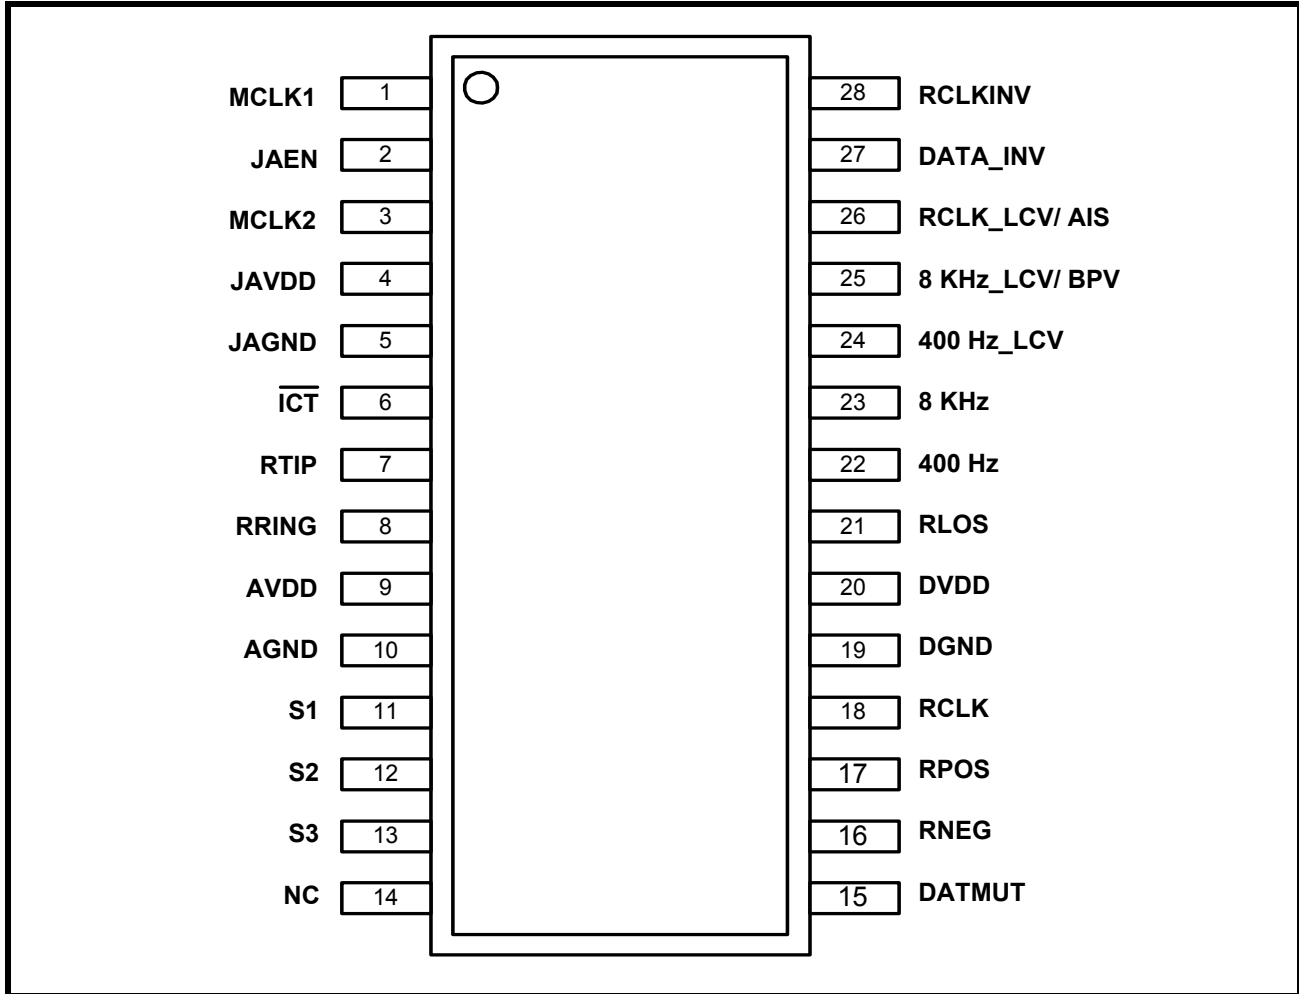 MCLK1 1 28 RCLKINV
JAEN 2 27 DATA_INV
MCLK2 3 26 RCLK_LCV/ AIS
JAVDD 4 25 8 KHz_LCV/ BPV
JAGND 5 24 400 Hz_LCV
I̅C̅T̅ 6 23 8 KHz
RTIP 7 22 400 Hz
RRING 8 21 RLOS
AVDD 9 20 DVDD
AGND 10 19 DGND
S1 11 18 RCLK
S2 12 17 RPOS
S3 13 16 RNEG
NC 14 15 DATMUT